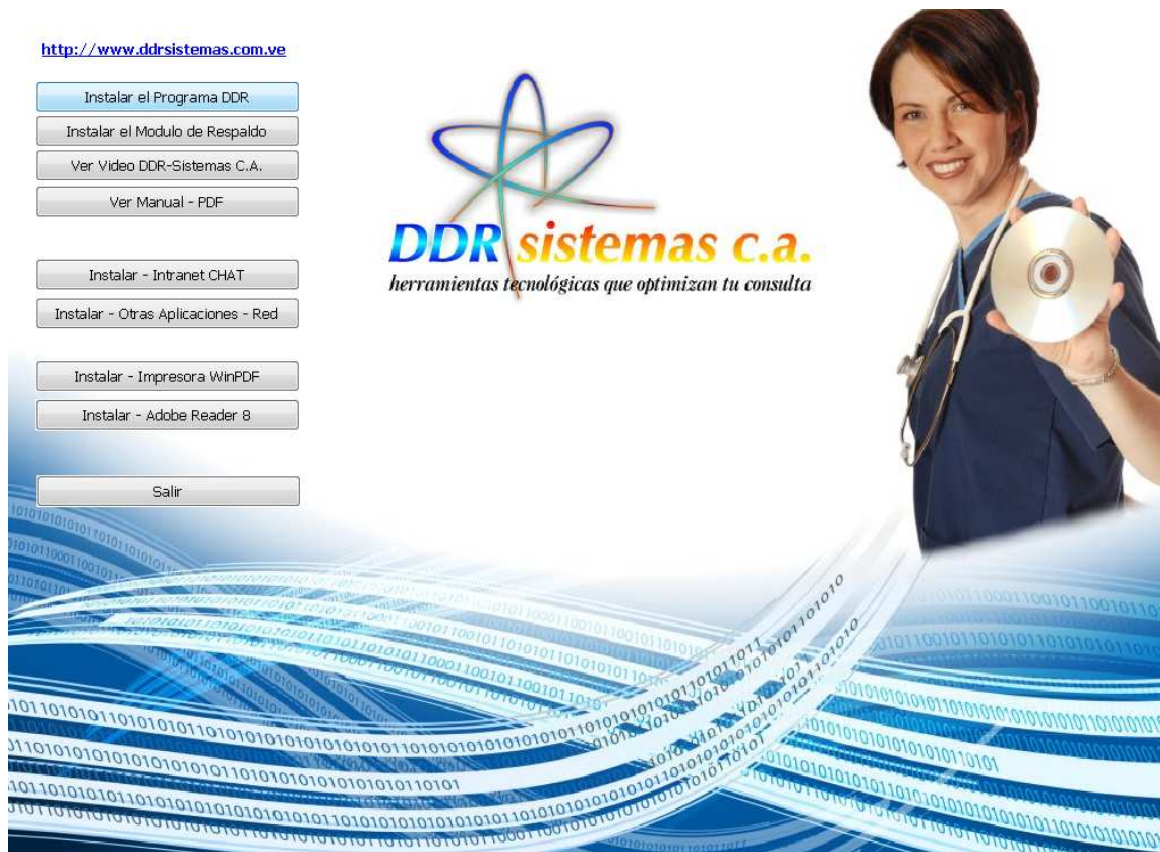 http://www.ddrsistemas.com.ve
Instalar el Programa DDR
Instalar el Modulo de Respaldo
Ver Video DDR-Sistemas C.A.
Ver Manual - PDF
Instalar - Intranet CHAT
Instalar - Otras Aplicaciones - Red
Instalar - Impresora WinPDF
Instalar - Adobe Reader 8
Salir
DDR sistemas c.a.
herramientas tecnológicas que optimizan tu consulta